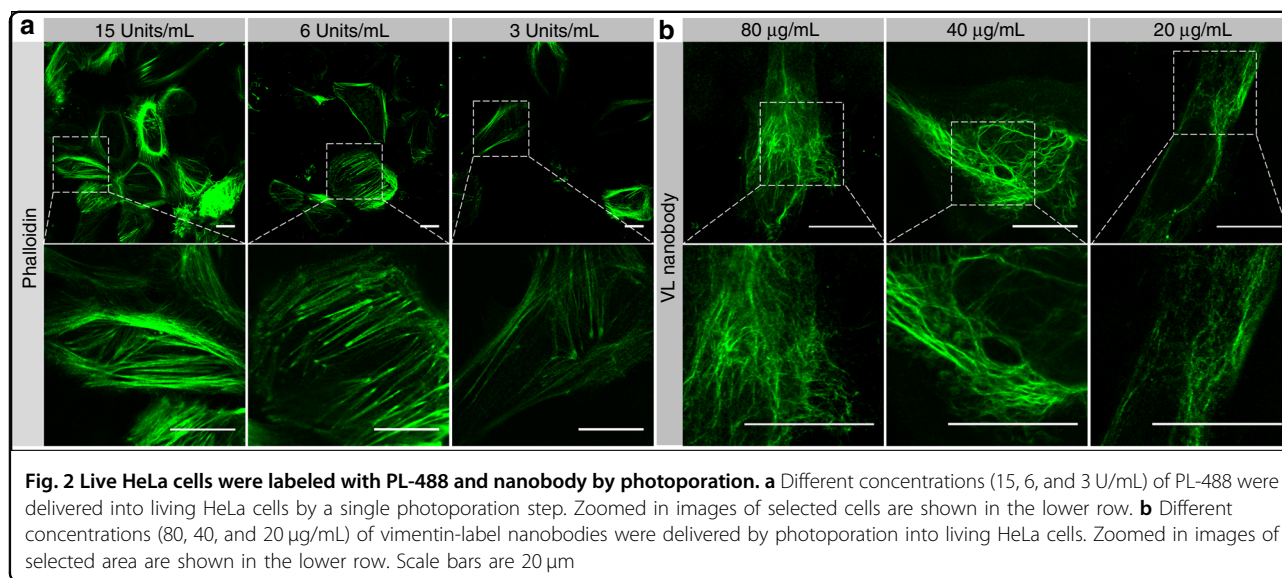 a
15 Units/mL
6 Units/mL
3 Units/mL
b
80 µg/mL
40 µg/mL
20 µg/mL
Phalloidin
VL nanobody
Fig. 2 Live HeLa cells were labeled with PL-488 and nanobody by photoporation. a Different concentrations (15, 6, and 3 U/mL) of PL-488 were
delivered into living HeLa cells by a single photoporation step. Zoomed in images of selected cells are shown in the lower row. b Different
concentrations (80, 40, and 20 µg/mL) of vimentin-label nanobodies were delivered by photoporation into living HeLa cells. Zoomed in images of
selected area are shown in the lower row. Scale bars are 20 µm